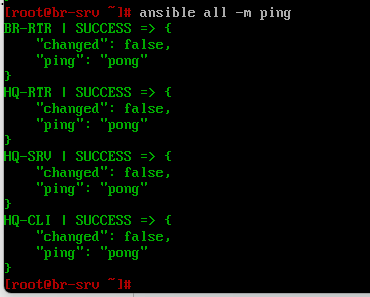 [root@br-srv ~]# ansible all -m ping
BR-RTR | SUCCESS => {
    "changed": false,
    "ping": "pong"
}
HQ-RTR | SUCCESS => {
    "changed": false,
    "ping": "pong"
}
HQ-SRV | SUCCESS => {
    "changed": false,
    "ping": "pong"
}
HQ-CLI | SUCCESS => {
    "changed": false,
    "ping": "pong"
}
[root@br-srv ~]#